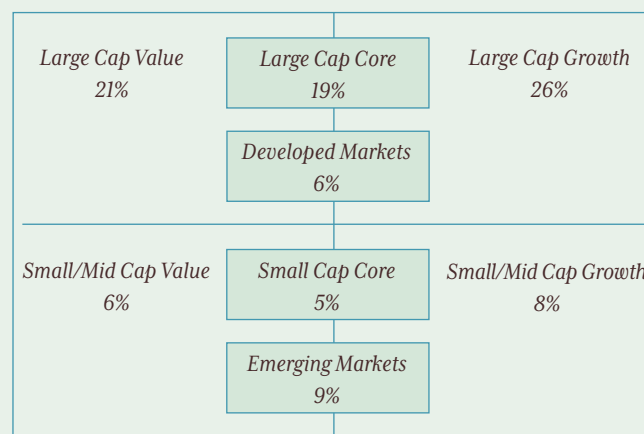 Large Cap Value
21%
Large Cap Core
19%
Large Cap Growth
26%
Developed Markets
6%
Small/Mid Cap Value
6%
Small Cap Core
5%
Small/Mid Cap Growth
8%
Emerging Markets
9%